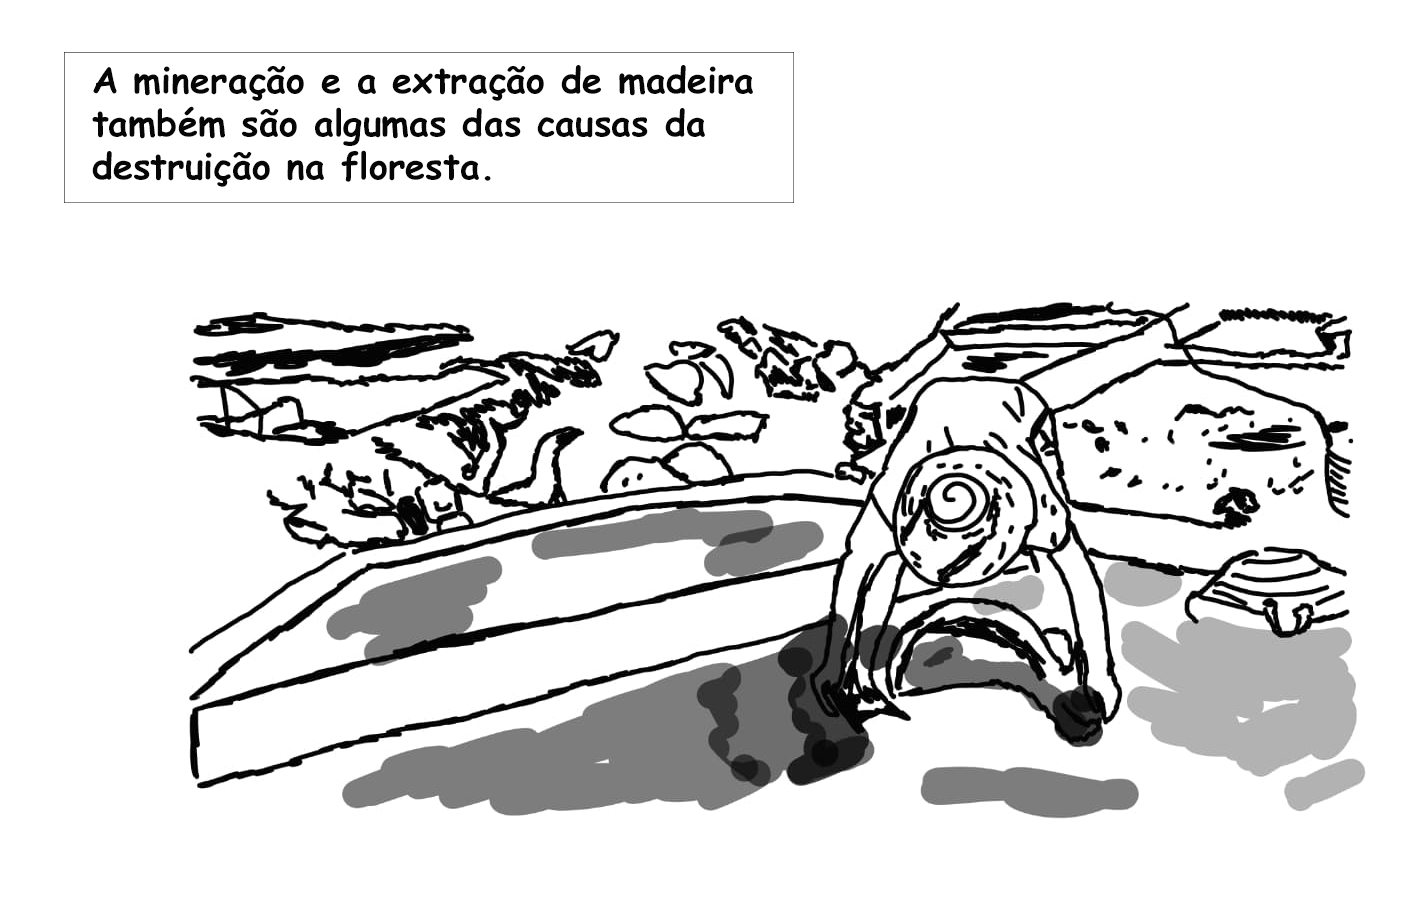 A mineração e a extração de madeira
também são algumas das causas da
destruição na floresta.